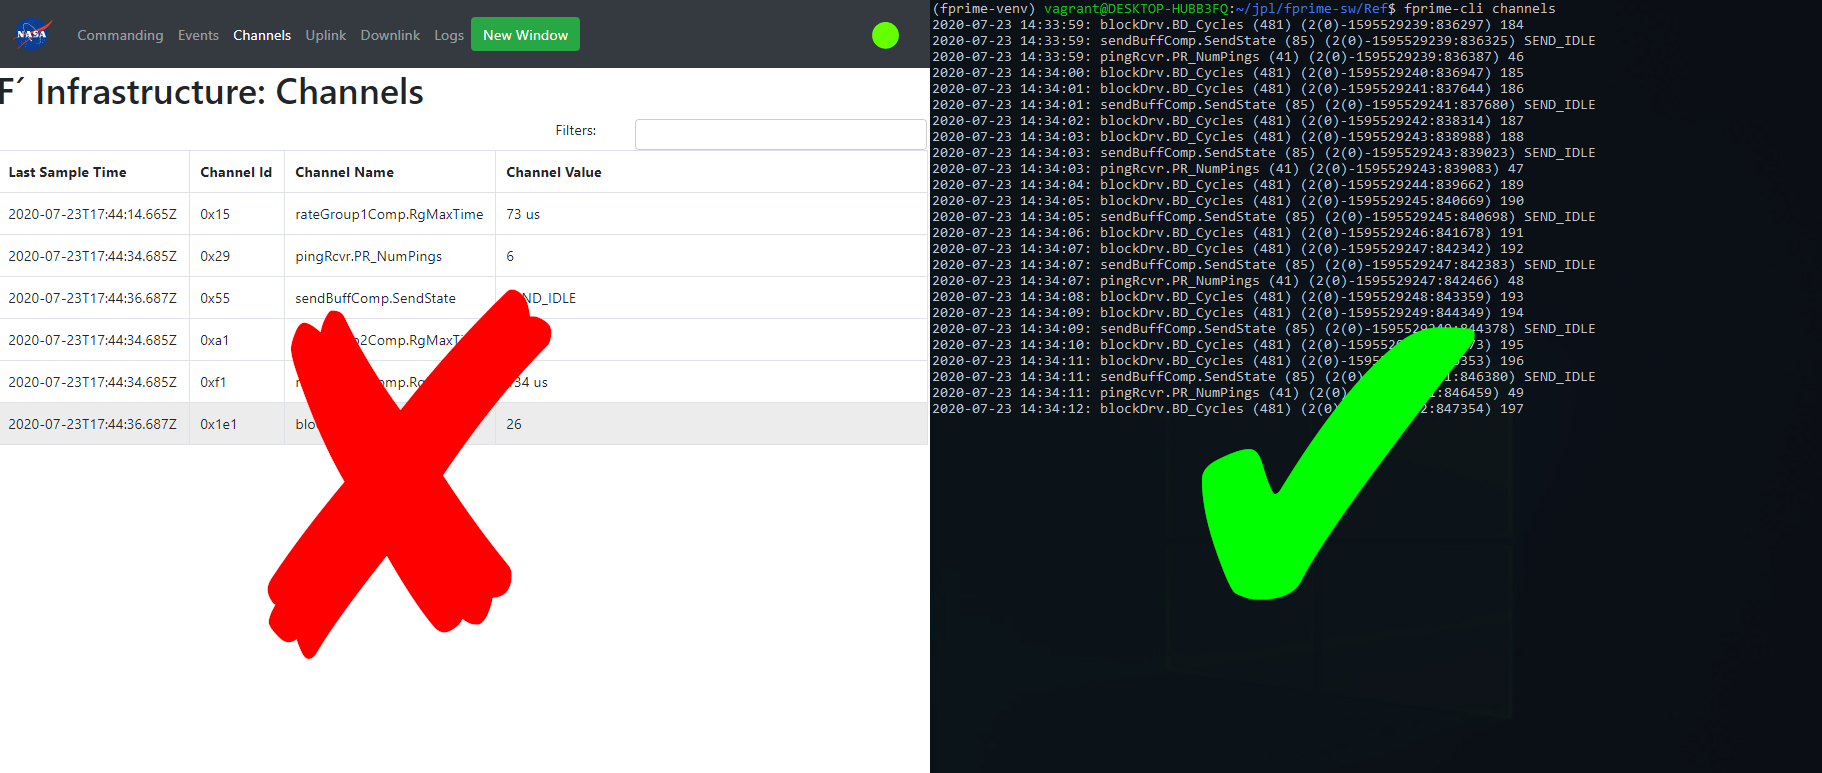 NASA
Commanding Events Channels Uplink Downlink Logs New Window
F´ Infrastructure: Channels
Filters:
Last Sample Time Channel Id Channel Name Channel Value
2020-07-23T17:44:14.665Z 0x15 rateGroup1Comp.RgMaxTime 73 us
2020-07-23T17:44:34.685Z 0x29 pingRcvr.PR_NumPings 6
2020-07-23T17:44:36.687Z 0x55 sendBuffComp.SendState ND_IDLE
2020-07-23T17:44:34.685Z 0xa1 2Comp.RgMaxT
2020-07-23T17:44:34.685Z 0xf1 omp.Rg 34 us
2020-07-23T17:44:36.687Z 0x1e1 blo 26
(fprime-venv) vagrant@DESKTOP-HUBB3FQ:~/jpl/fprime-sw/Ref$ fprime-cli channels
2020-07-23 14:33:59: blockDrv.BD_Cycles (481) (2(0)-1595529239:836297) 184
2020-07-23 14:33:59: sendBuffComp.SendState (85) (2(0)-1595529239:836325) SEND_IDLE
2020-07-23 14:33:59: pingRcvr.PR_NumPings (41) (2(0)-1595529239:836387) 46
2020-07-23 14:34:00: blockDrv.BD_Cycles (481) (2(0)-1595529240:836947) 185
2020-07-23 14:34:01: blockDrv.BD_Cycles (481) (2(0)-1595529241:837644) 186
2020-07-23 14:34:01: sendBuffComp.SendState (85) (2(0)-1595529241:837680) SEND_IDLE
2020-07-23 14:34:02: blockDrv.BD_Cycles (481) (2(0)-1595529242:838314) 187
2020-07-23 14:34:03: blockDrv.BD_Cycles (481) (2(0)-1595529243:838988) 188
2020-07-23 14:34:03: sendBuffComp.SendState (85) (2(0)-1595529243:839023) SEND_IDLE
2020-07-23 14:34:03: pingRcvr.PR_NumPings (41) (2(0)-1595529243:839083) 47
2020-07-23 14:34:04: blockDrv.BD_Cycles (481) (2(0)-1595529244:839662) 189
2020-07-23 14:34:05: blockDrv.BD_Cycles (481) (2(0)-1595529245:840669) 190
2020-07-23 14:34:05: sendBuffComp.SendState (85) (2(0)-1595529245:840698) SEND_IDLE
2020-07-23 14:34:06: blockDrv.BD_Cycles (481) (2(0)-1595529246:841678) 191
2020-07-23 14:34:07: blockDrv.BD_Cycles (481) (2(0)-1595529247:842342) 192
2020-07-23 14:34:07: sendBuffComp.SendState (85) (2(0)-1595529247:842383) SEND_IDLE
2020-07-23 14:34:07: pingRcvr.PR_NumPings (41) (2(0)-1595529247:842466) 48
2020-07-23 14:34:08: blockDrv.BD_Cycles (481) (2(0)-1595529248:843359) 193
2020-07-23 14:34:09: blockDrv.BD_Cycles (481) (2(0)-1595529249:844349) 194
2020-07-23 14:34:09: sendBuffComp.SendState (85) (2(0)-1595529249:844378) SEND_IDLE
2020-07-23 14:34:10: blockDrv.BD_Cycles (481) (2(0)-15955 73) 195
2020-07-23 14:34:11: blockDrv.BD_Cycles (481) (2(0)-1595 353) 196
2020-07-23 14:34:11: sendBuffComp.SendState (85) (2(0)- 1:846380) SEND_IDLE
2020-07-23 14:34:11: pingRcvr.PR_NumPings (41) (2(0) :846459) 49
2020-07-23 14:34:12: blockDrv.BD_Cycles (481) (2(0) 2:847354) 197